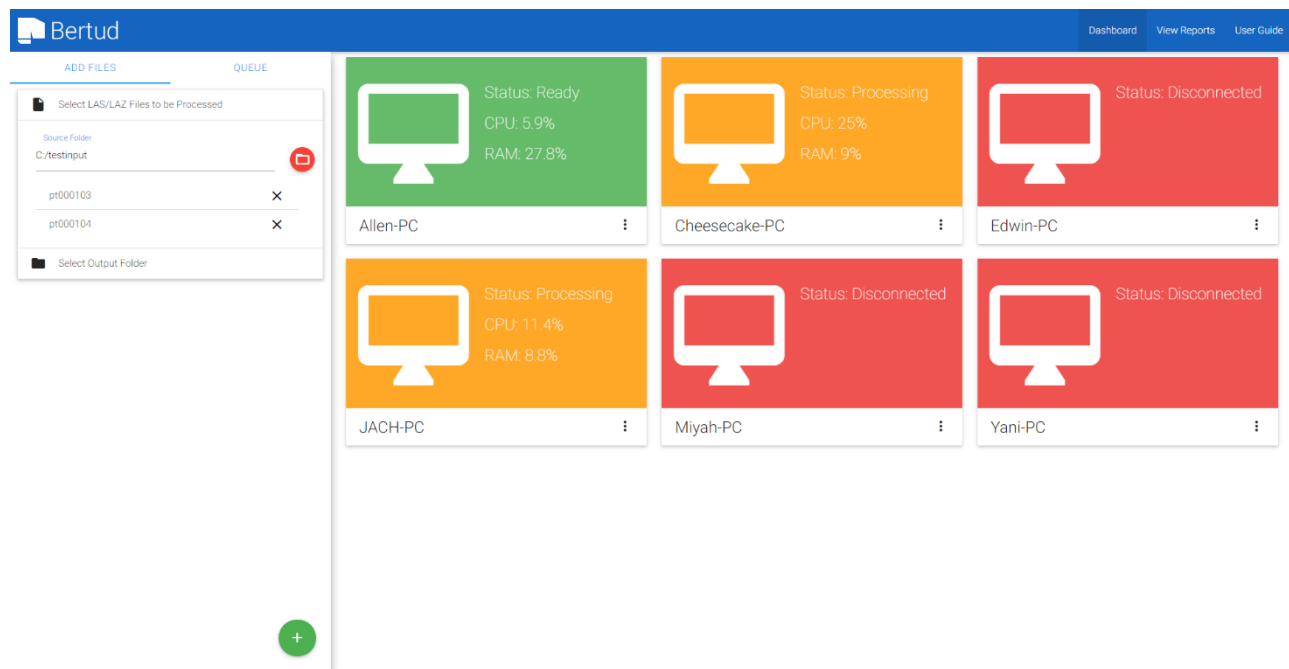 Bertud
Dashboard View Reports User Guide
ADD FILES QUEUE
Select LAS/LAZ Files to be Processed
Source Folder
C:/testinput
pt000103
pt000104
Select Output Folder
Status: Ready
CPU: 5.9%
RAM: 27.8%
Allen-PC
Status: Processing
CPU: 25%
RAM: 9%
Cheesecake-PC
Status: Disconnected
Edwin-PC
Status: Processing
CPU: 11.4%
RAM: 8.8%
JACH-PC
Status: Disconnected
Miyah-PC
Status: Disconnected
Yani-PC